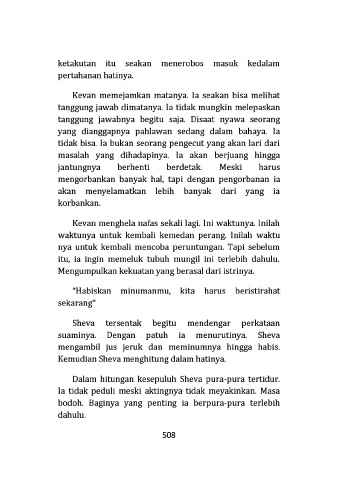 ketakutan itu seakan menerobos masuk kedalam
pertahanan hatinya.
Kevan memejamkan matanya. Ia seakan bisa melihat
tanggung jawab dimatanya. Ia tidak mungkin melepaskan
tanggung jawabnya begitu saja. Disaat nyawa seorang
yang dianggapnya pahlawan sedang dalam bahaya. Ia
tidak bisa. Ia bukan seorang pengecut yang akan lari dari
masalah yang dihadapinya. Ia akan berjuang hingga
jantungnya berhenti berdetak. Meski harus
mengorbankan banyak hal, tapi dengan pengorbanan ia
akan menyelamatkan lebih banyak dari yang ia
korbankan.
Kevan menghela nafas sekali lagi. Ini waktunya. Inilah
waktunya untuk kembali kemedan perang. Inilah waktu
nya untuk kembali mencoba peruntungan. Tapi sebelum
itu, ia ingin memeluk tubuh mungil ini terlebih dahulu.
Mengumpulkan kekuatan yang berasal dari istrinya.
"Habiskan minumanmu, kita harus beristirahat
sekarang"
Sheva tersentak begitu mendengar perkataan
suaminya. Dengan patuh ia menurutinya. Sheva
mengambil jus jeruk dan meminumnya hingga habis.
Kemudian Sheva menghitung dalam hatinya.
Dalam hitungan kesepuluh Sheva pura-pura tertidur.
Ia tidak peduli meski aktingnya tidak meyakinkan. Masa
bodoh. Baginya yang penting ia berpura-pura terlebih
dahulu.
508